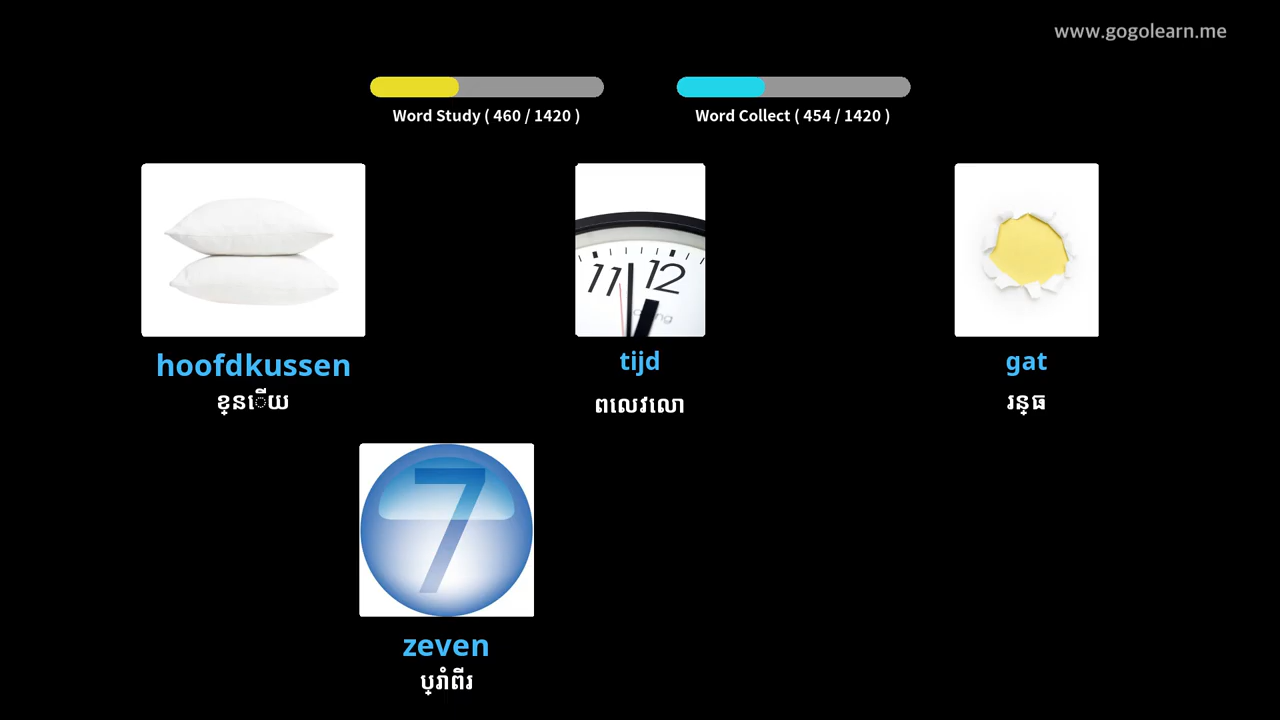 www.gogolearn.me
Word Study ( 460 / 1420 )
Word Collect ( 454 / 1420 )
11 12
hoofdkussen
ខ្នើយ
tijd
ពលេវលោ
gat
រន្ធ
7
zeven
ប្រាំពីរ